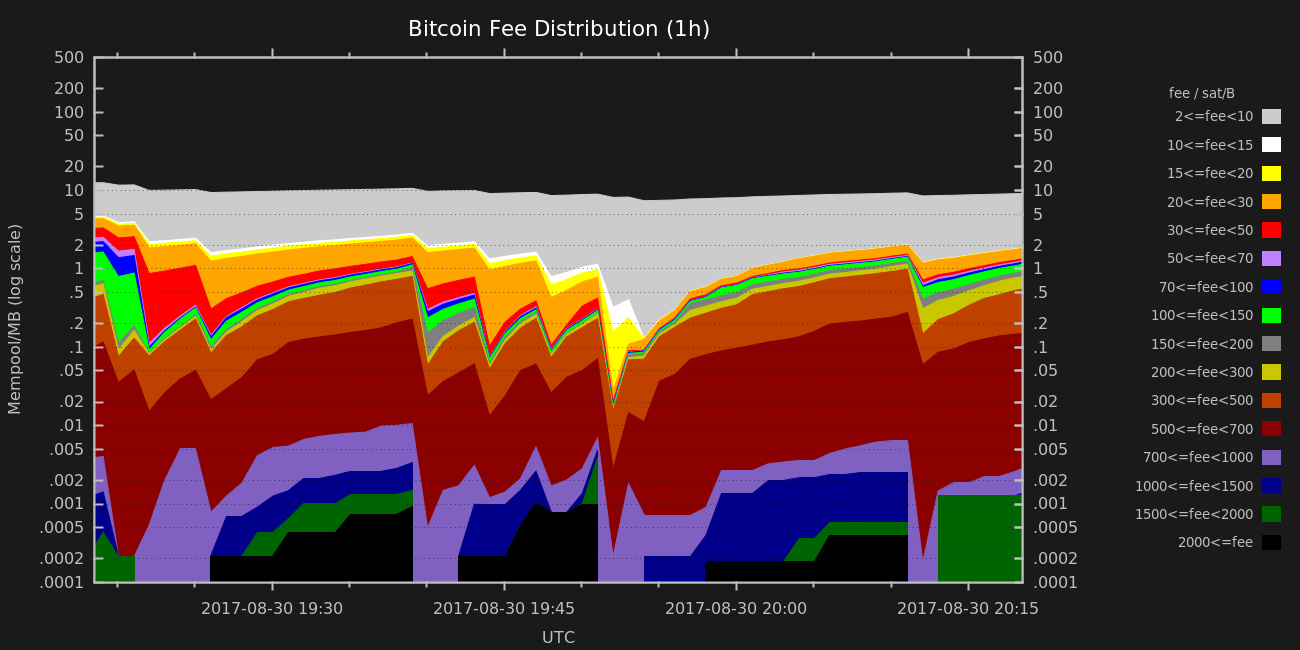 Bitcoin Fee Distribution (1h)
Mempool/MB (log scale)
500
200
100
50
20
10
5
2
1
.5
.2
.1
.05
.02
.01
.005
.002
.001
.0005
.0002
.0001
500
200
100
50
20
10
5
2
1
.5
.2
.1
.05
.02
.01
.005
.002
.001
.0005
.0002
.0001
2017-08-30 19:30
2017-08-30 19:45
2017-08-30 20:00
2017-08-30 20:15
UTC
fee / sat/B
2<=fee<10
10<=fee<15
15<=fee<20
20<=fee<30
30<=fee<50
50<=fee<70
70<=fee<100
100<=fee<150
150<=fee<200
200<=fee<300
300<=fee<500
500<=fee<700
700<=fee<1000
1000<=fee<1500
1500<=fee<2000
2000<=fee